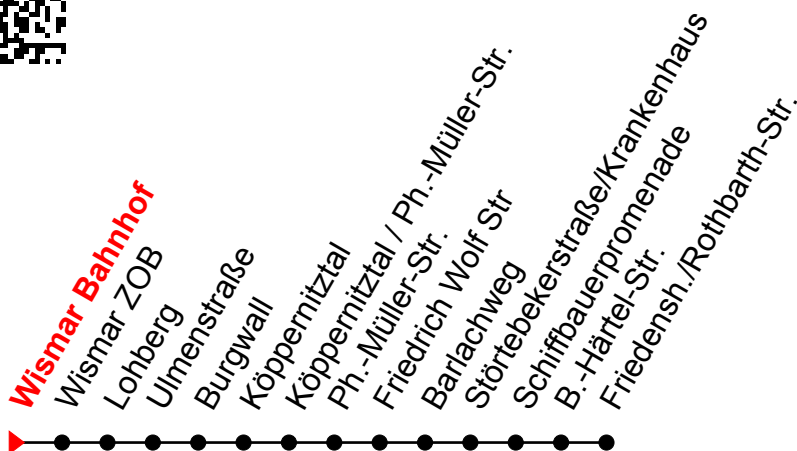 Wismar Bahnhof
Wismar ZOB
Lohberg
Ulmenstraße
Burgwall
Köppernitztal
Köppernitztal / Ph.-Müller-Str.
Ph.-Müller-Str.
Friedrich Wolf Str
Barlachweg
Störtebekerstraße/Krankenhaus
Schiffbauerpromenade
B.-Härtel-Str.
Friedensh./Rothbarth-Str.